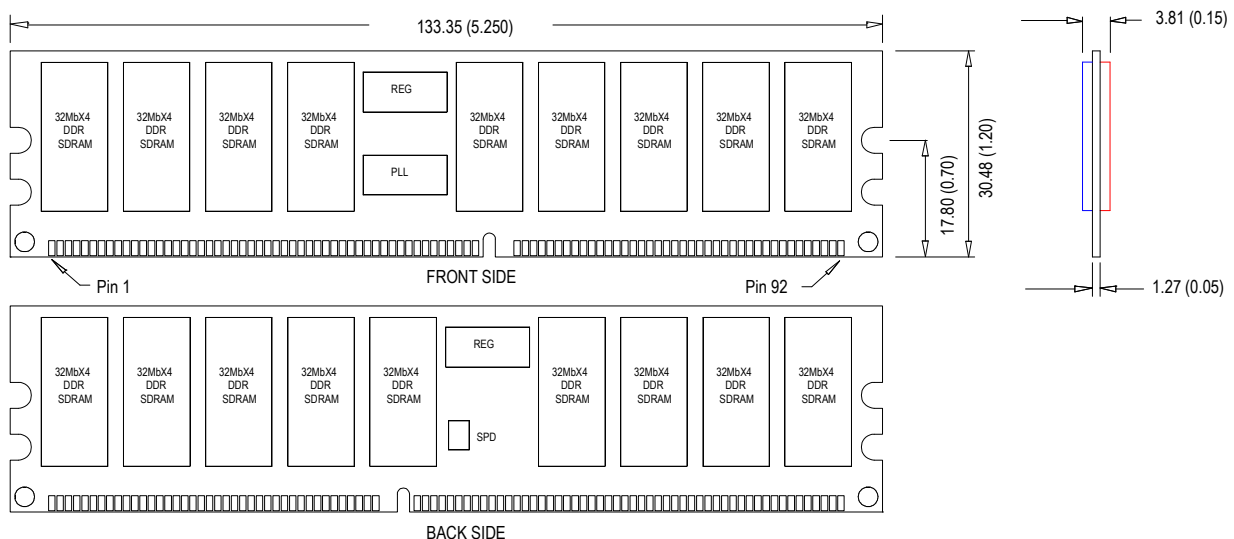 133.35 (5.250)
3.81 (0.15)
32MbX4
DDR
SDRAM
32MbX4
DDR
SDRAM
32MbX4
DDR
SDRAM
32MbX4
DDR
SDRAM
REG
PLL
32MbX4
DDR
SDRAM
32MbX4
DDR
SDRAM
32MbX4
DDR
SDRAM
32MbX4
DDR
SDRAM
32MbX4
DDR
SDRAM
17.80 (0.70)
30.48 (1.20)
Pin 1
FRONT SIDE
Pin 92
1.27 (0.05)
32MbX4
DDR
SDRAM
32MbX4
DDR
SDRAM
32MbX4
DDR
SDRAM
32MbX4
DDR
SDRAM
32MbX4
DDR
SDRAM
REG
SPD
32MbX4
DDR
SDRAM
32MbX4
DDR
SDRAM
32MbX4
DDR
SDRAM
32MbX4
DDR
SDRAM
BACK SIDE